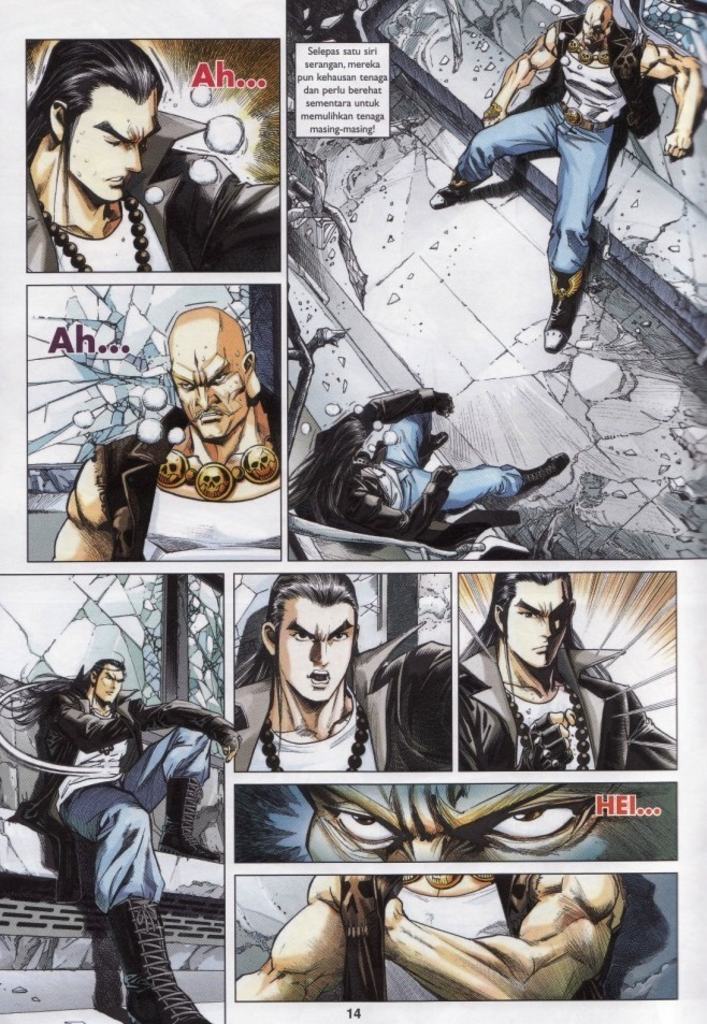 Ah...
Selepas satu siri
serangan, mereka
pun kehausan tenaga
dan perlu berehat
sementara untuk
memulihkan tenaga
masing-masing!
Ah...
HEI...
14